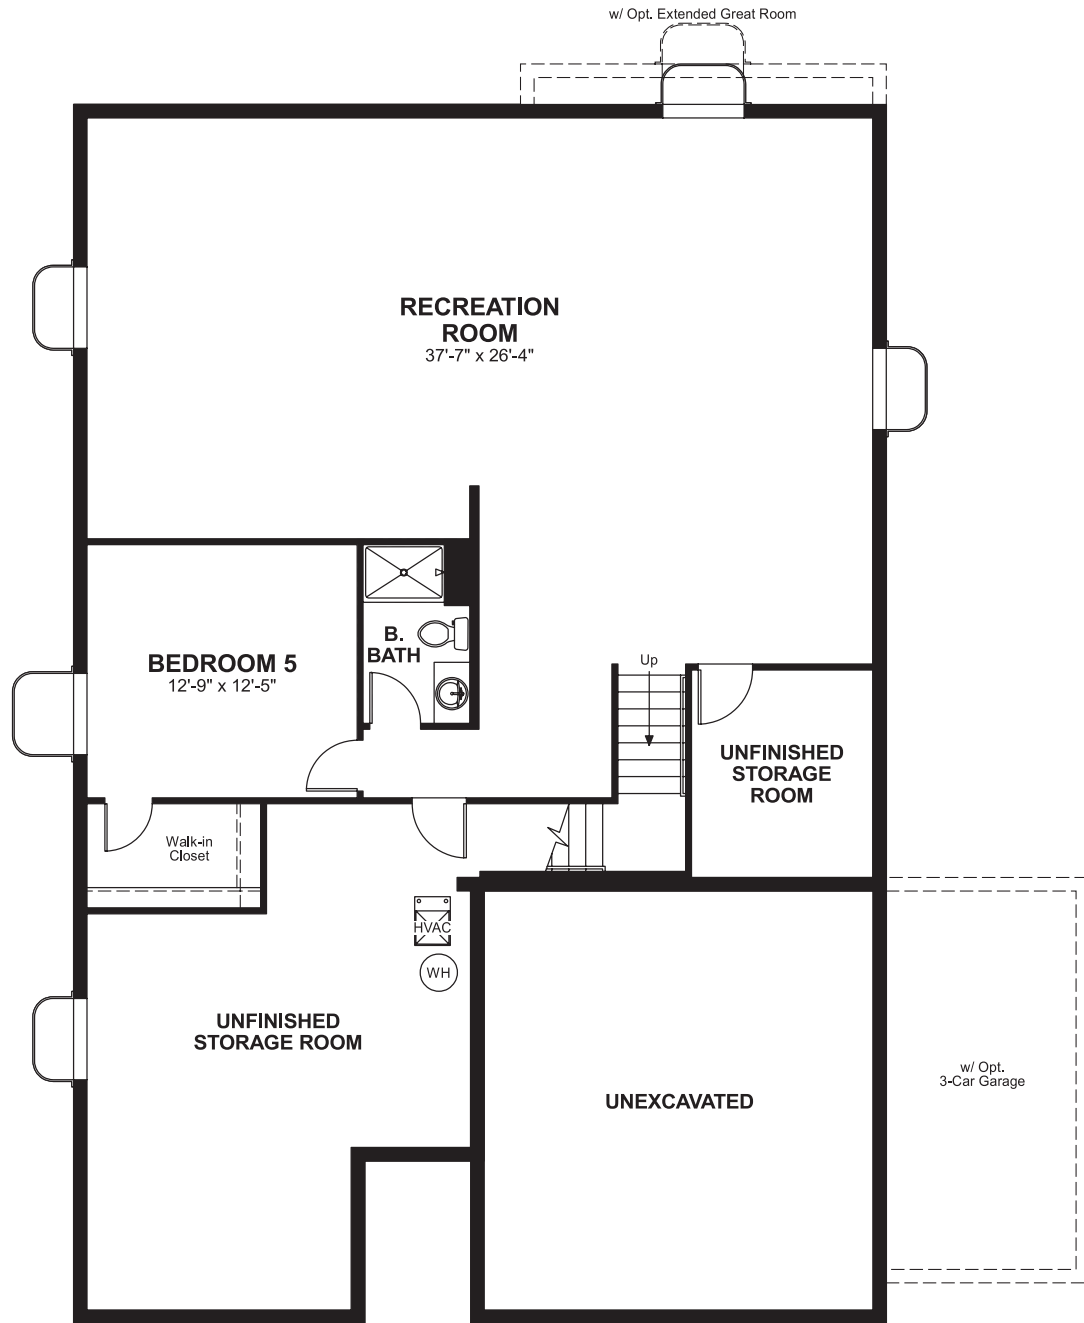 w/ Opt. Extended Great Room
RECREATION
ROOM
37'-7" x 26'-4"
B.
BATH
BEDROOM 5
12'-9" x 12'-5"
Up
UNFINISHED
STORAGE
ROOM
Walk-in
Closet
HVAC
WH
UNFINISHED
STORAGE ROOM
UNEXCAVATED
w/ Opt.
3-Car Garage